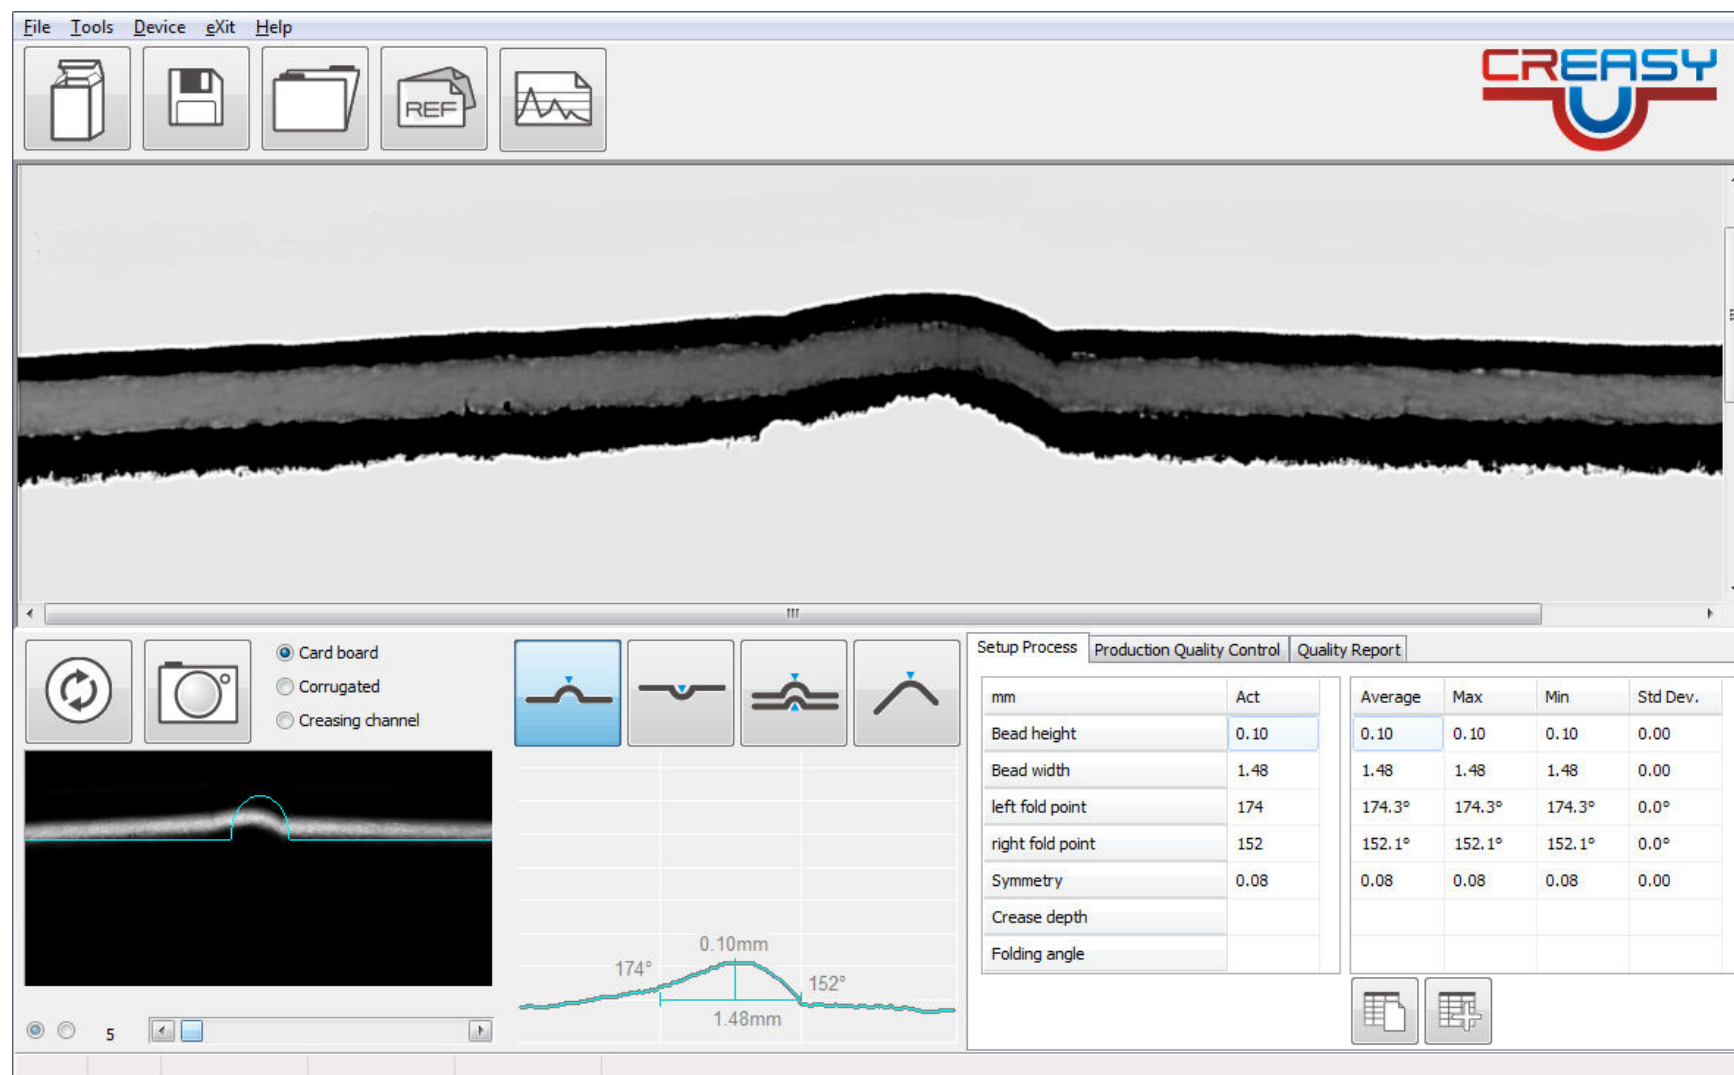 File Tools Device eXit Help
REF
CREASY
Card board
Corrugated
Creasing channel
5
174°
0.10mm
152°
1.48mm
Setup Process Production Quality Control Quality Report
mm Act Average Max Min Std Dev.
Bead height 0.10 0.10 0.10 0.10 0.00
Bead width 1.48 1.48 1.48 1.48 0.00
left fold point 174 174.3° 174.3° 174.3° 0.0°
right fold point 152 152.1° 152.1° 152.1° 0.0°
Symmetry 0.08 0.08 0.08 0.08 0.00
Crease depth
Folding angle